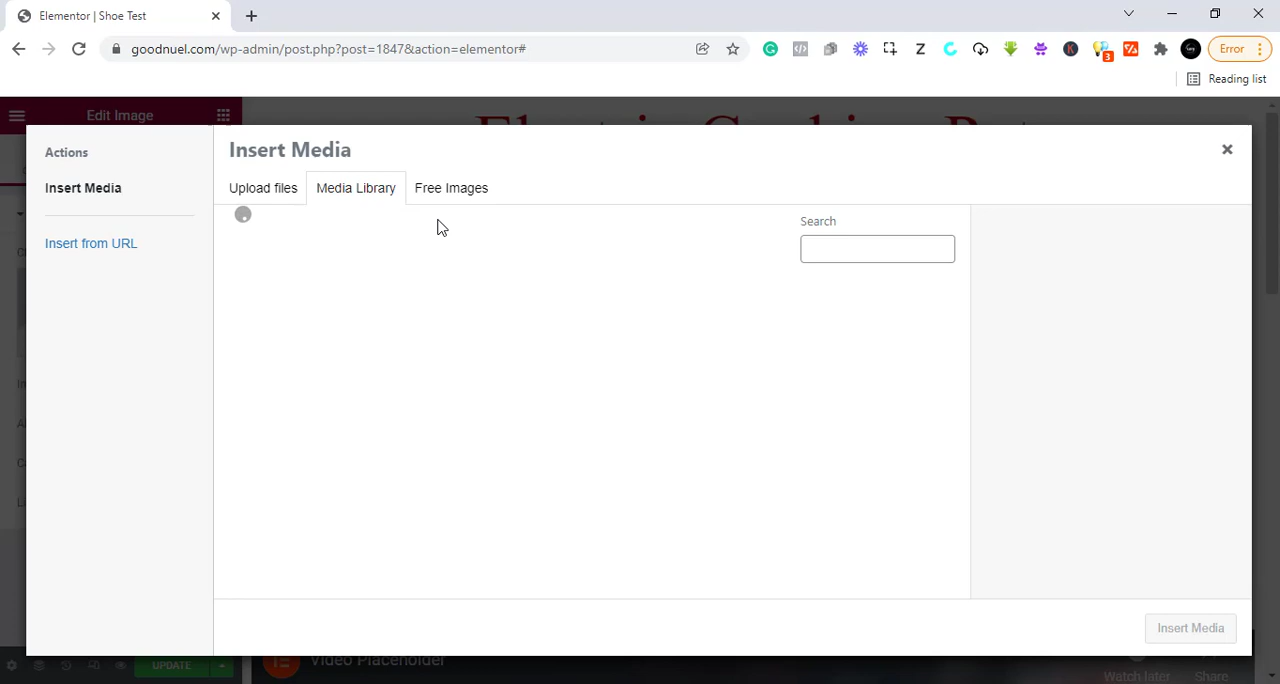 Elementor | Shoe Test
goodnuel.com/wp-admin/post.php?post=1847&action=elementor#
Error
3
Reading list
Edit Image
Actions
Insert Media
Insert from URL
Insert Media
Upload files
Media Library
Free Images
Search
Insert Media
UPDATE
Video Placeholder
Watch later
Share